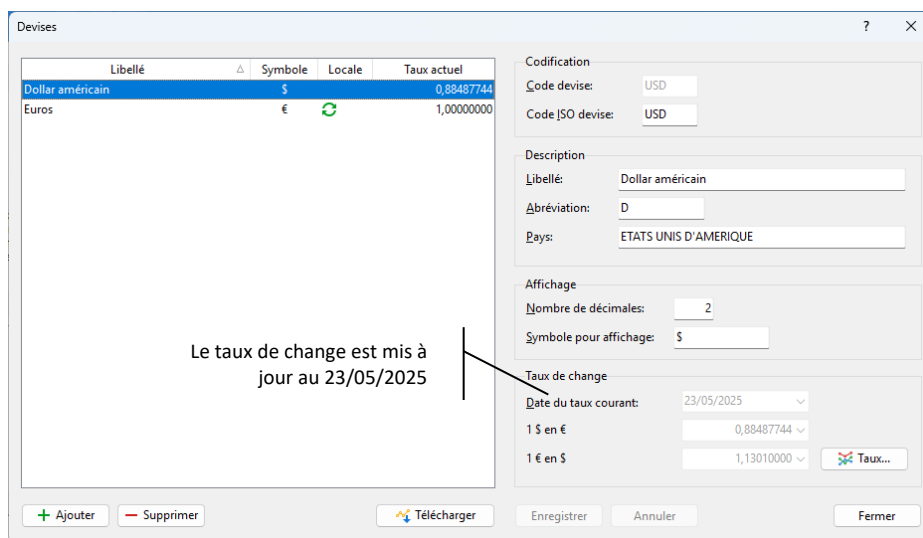 Devises
?
Libellé Symbole Locale Taux actuel
Dollar américain $ 0,88487744
Euros € 1,00000000
Codification
Code devise: USD
Code ISO devise: USD
Description
Libellé: Dollar américain
Abréviation: D
Pays: ETATS UNIS D'AMERIQUE
Affichage
Nombre de décimales: 2
Symbole pour affichage: $
Le taux de change est mis à
jour au 23/05/2025
Taux de change
Date du taux courant: 23/05/2025
1 $ en € 0,88487744
1 € en $ 1,13010000 Taux...
Ajouter Supprimer Télécharger Enregistrer Annuler Fermer